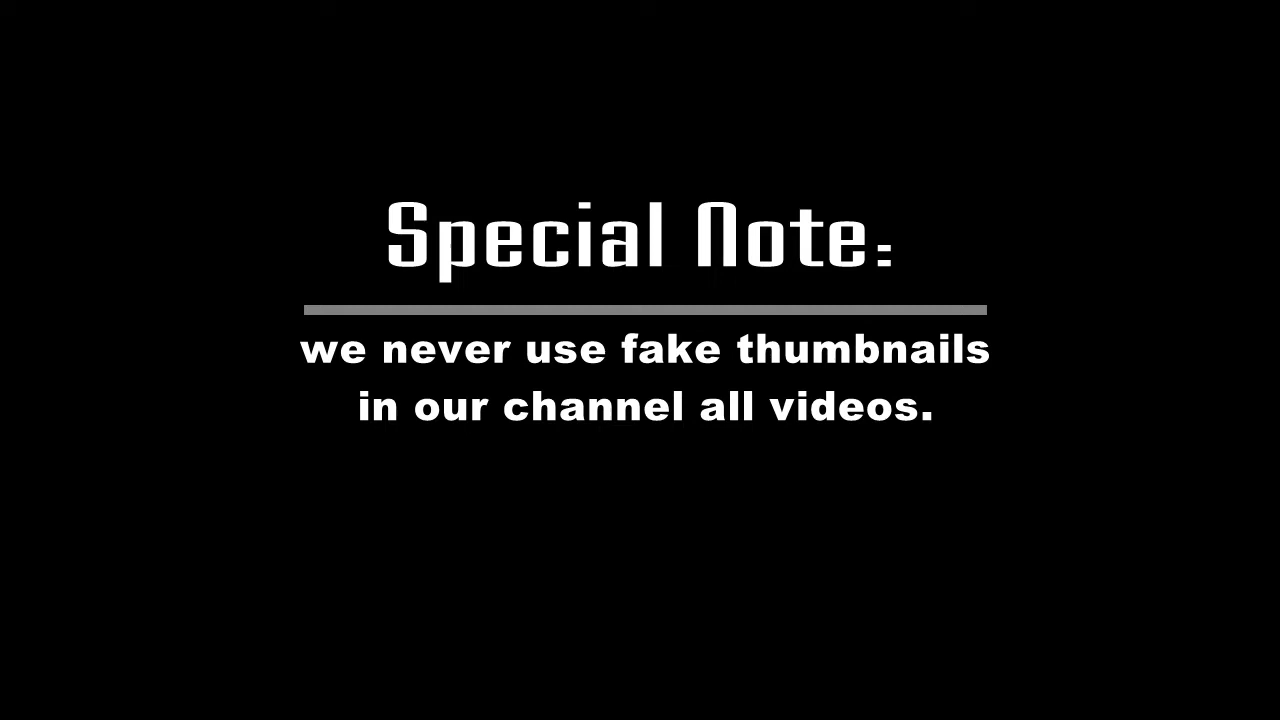 Special Note:
we never use fake thumbnails
in our channel all videos.